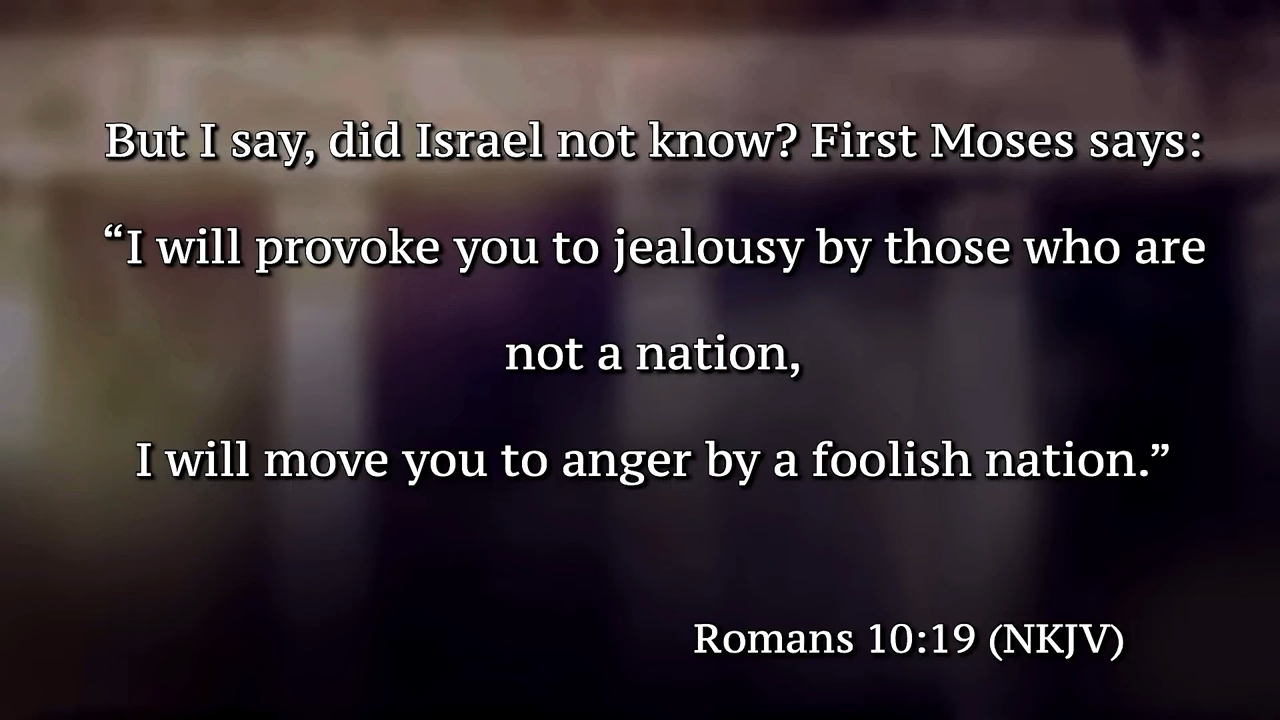 But I say, did Israel not know? First Moses says:
“I will provoke you to jealousy by those who are
not a nation,
I will move you to anger by a foolish nation.”
Romans 10:19 (NKJV)